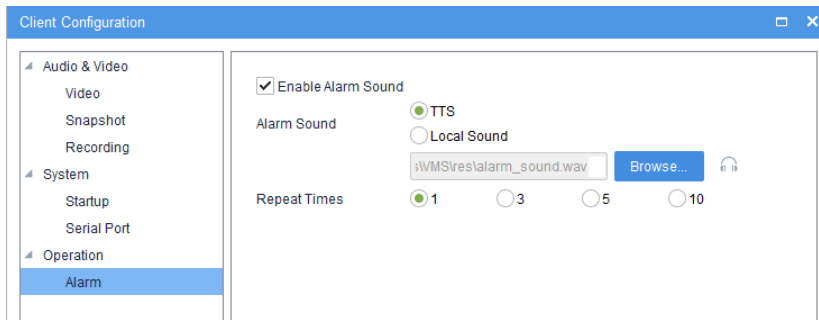 Client Configuration
Audio & Video
Video
Snapshot
Recording
System
Startup
Serial Port
Operation
Alarm
Enable Alarm Sound
Alarm Sound
TTS
Local Sound
VMS\res\alarm_sound.wav
Browse...
Repeat Times
1
3
5
10